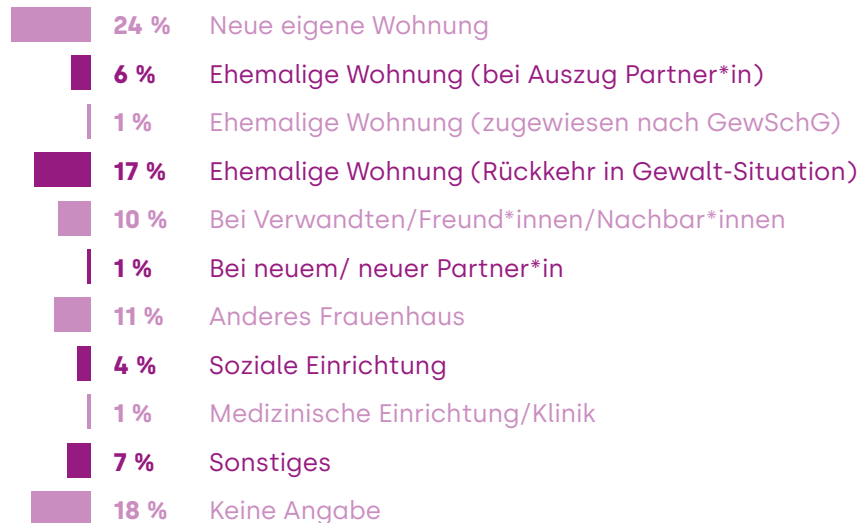 24 % Neue eigene Wohnung
6 % Ehemalige Wohnung (bei Auszug Partner*in)
1 % Ehemalige Wohnung (zugewiesen nach GewSchG)
17 % Ehemalige Wohnung (Rückkehr in Gewalt-Situation)
10 % Bei Verwandten/Freund*innen/Nachbar*innen
1 % Bei neuem/ neuer Partner*in
11 % Anderes Frauenhaus
4 % Soziale Einrichtung
1 % Medizinische Einrichtung/Klinik
7 % Sonstiges
18 % Keine Angabe